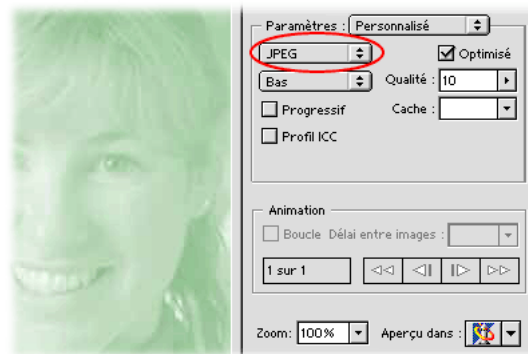 Paramètres : Personnalisé
JPEG Optimisé
Bas Qualité : 10
Progressif Cache :
Profil ICC
Animation
Boucle Délai entre images :
1 sur 1
Zoom: 100% Aperçu dans :